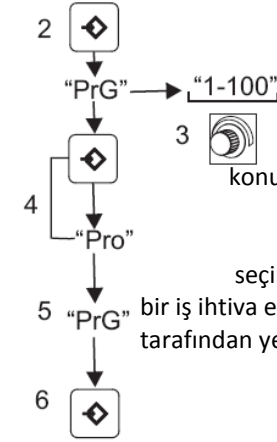 2
“PrG” “1-100”
3
konu
4
“Pro”
seçi
5 “PrG” bir iş ihtiva e
tarafından ye
6